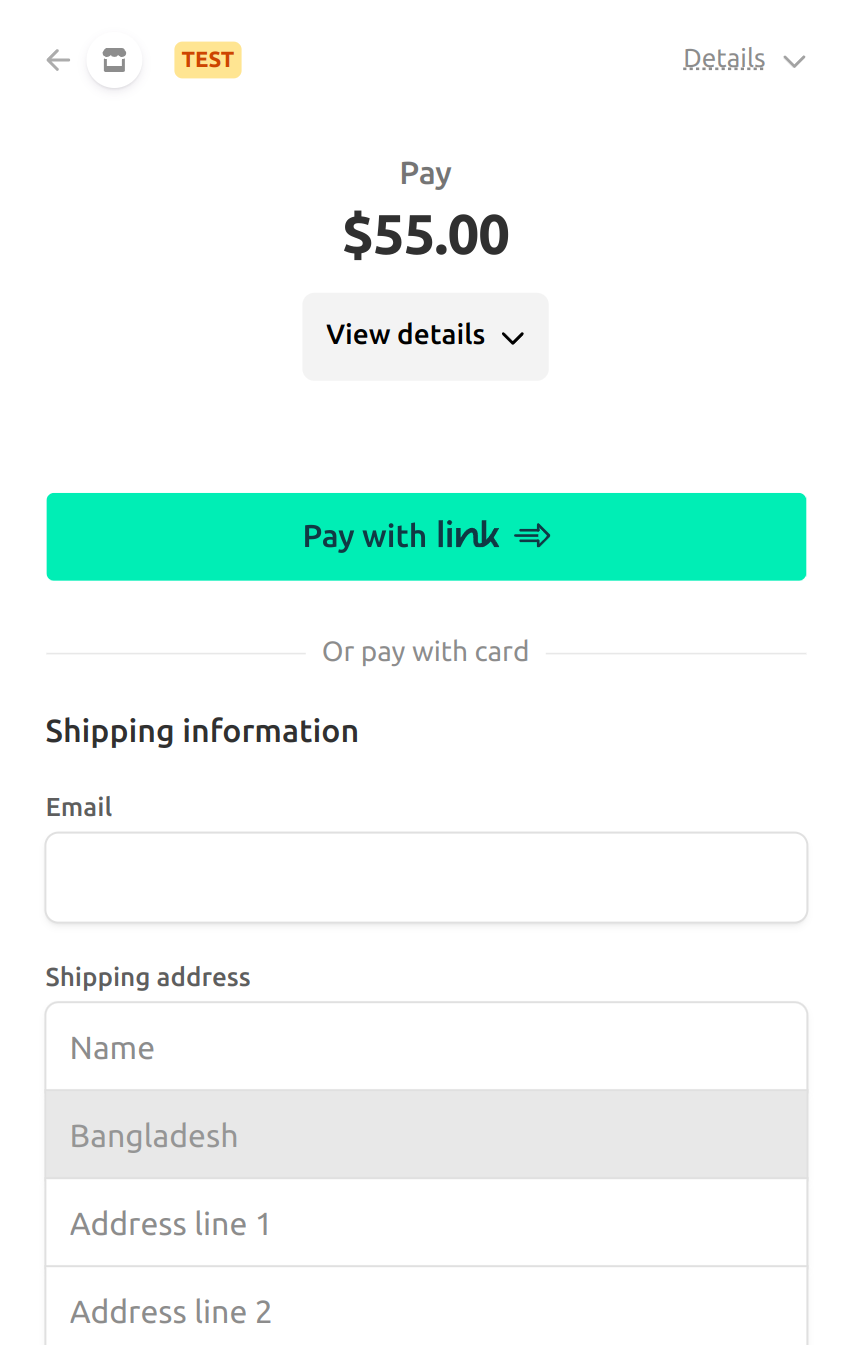 TEST
Details
Pay
$55.00
View details
Pay with link
Or pay with card
Shipping information
Email
Shipping address
Name
Bangladesh
Address line 1
Address line 2